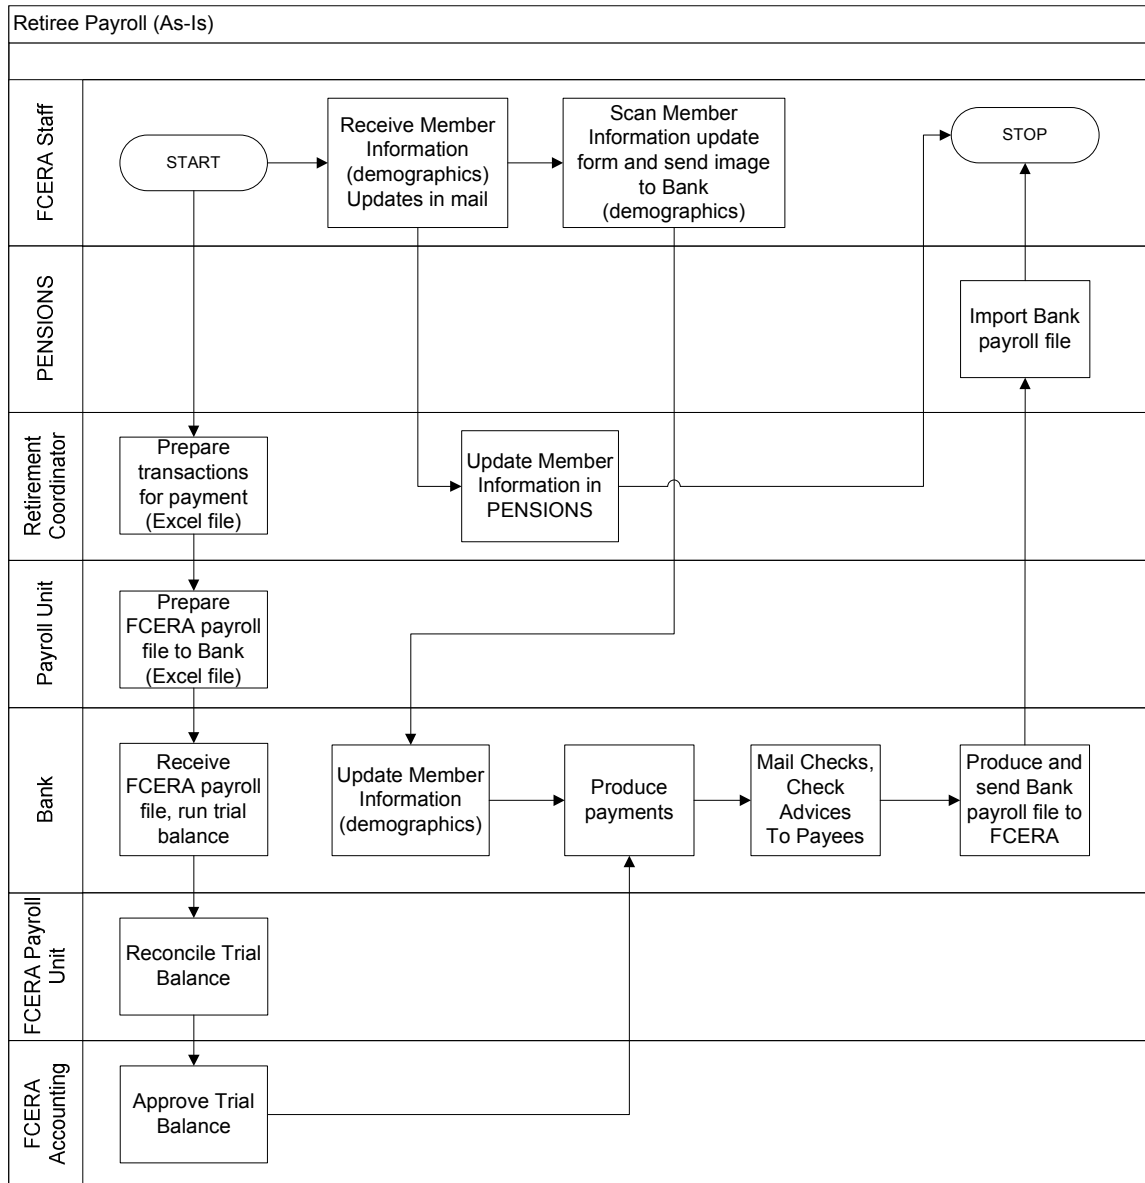 Retiree Payroll (As-Is)
FCERA Staff
START
Receive Member
Information
(demographics)
Updates in mail
Scan Member
Information update
form and send image
to Bank
(demographics)
STOP
PENSIONS
Import Bank
payroll file
Retirement
Coordinator
Prepare
transactions
for payment
(Excel file)
Update Member
Information in
PENSIONS
Payroll Unit
Prepare
FCERA payroll
file to Bank
(Excel file)
Bank
Receive
FCERA payroll
file, run trial
balance
Update Member
Information
(demographics)
Produce
payments
Mail Checks,
Check
Advices
To Payees
Produce and
send Bank
payroll file to
FCERA
FCERA Payroll
Unit
Reconcile Trial
Balance
FCERA
Accounting
Approve Trial
Balance